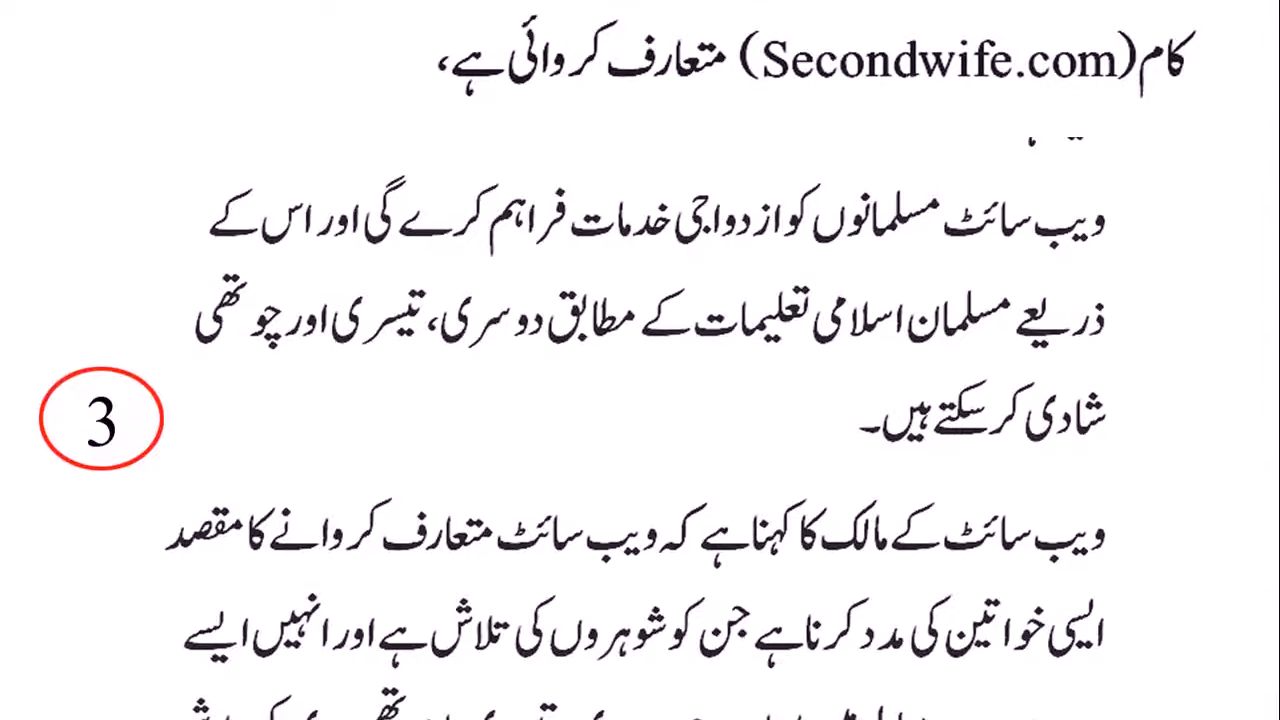 کام(Secondwife.com) متعارف کروائی ہے،
ویب سائٹ مسلمانوں کو ازدواجی خدمات فراہم کرے گی اور اس کے
ذریعے مسلمان اسلامی تعلیمات کے مطابق دوسری، تیسری اور چوتھی
شادی کر سکتے ہیں۔
3
ویب سائٹ کے مالک کا کہنا ہے کہ ویب سائٹ متعارف کروانے کا مقصد
ایسی خواتین کی مدد کرنا ہے جن کو شوہروں کی تلاش ہے اور انہیں ایسے